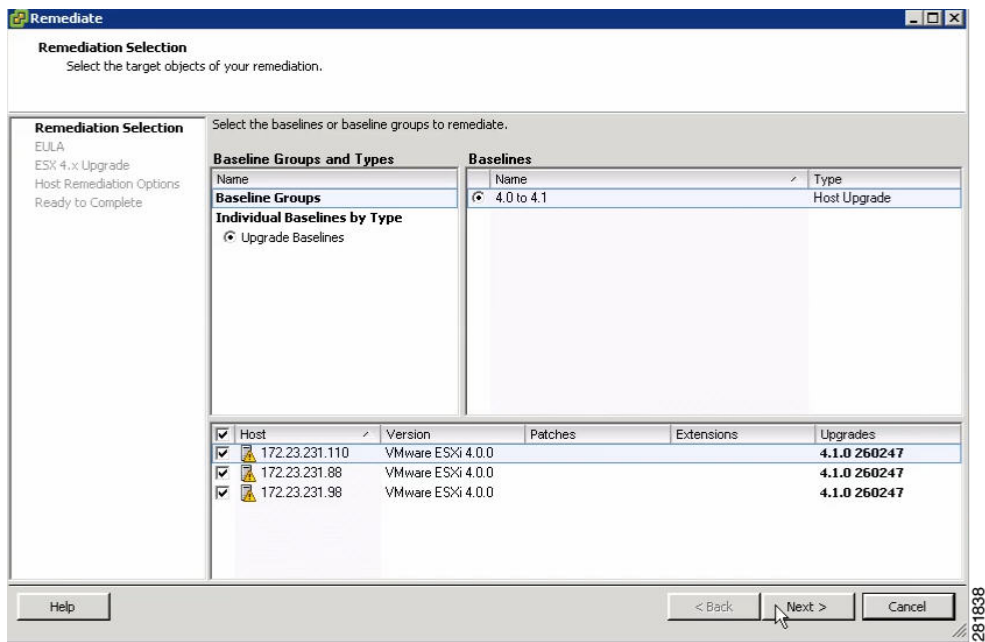 Remediate
Remediation Selection
Select the target objects of your remediation.
Remediation Selection
EULA
ESX 4.x Upgrade
Host Remediation Options
Ready to Complete
Select the baselines or baseline groups to remediate.
Baseline Groups and Types
Name
Baseline Groups
Individual Baselines by Type
Upgrade Baselines
Baselines
Name Type
4.0 to 4.1 Host Upgrade
Host Version Patches Extensions Upgrades
172.23.231.110 VMware ESXi 4.0.0 4.1.0 260247
172.23.231.88 VMware ESXi 4.0.0 4.1.0 260247
172.23.231.98 VMware ESXi 4.0.0 4.1.0 260247
Help < Back Next > Cancel
281838